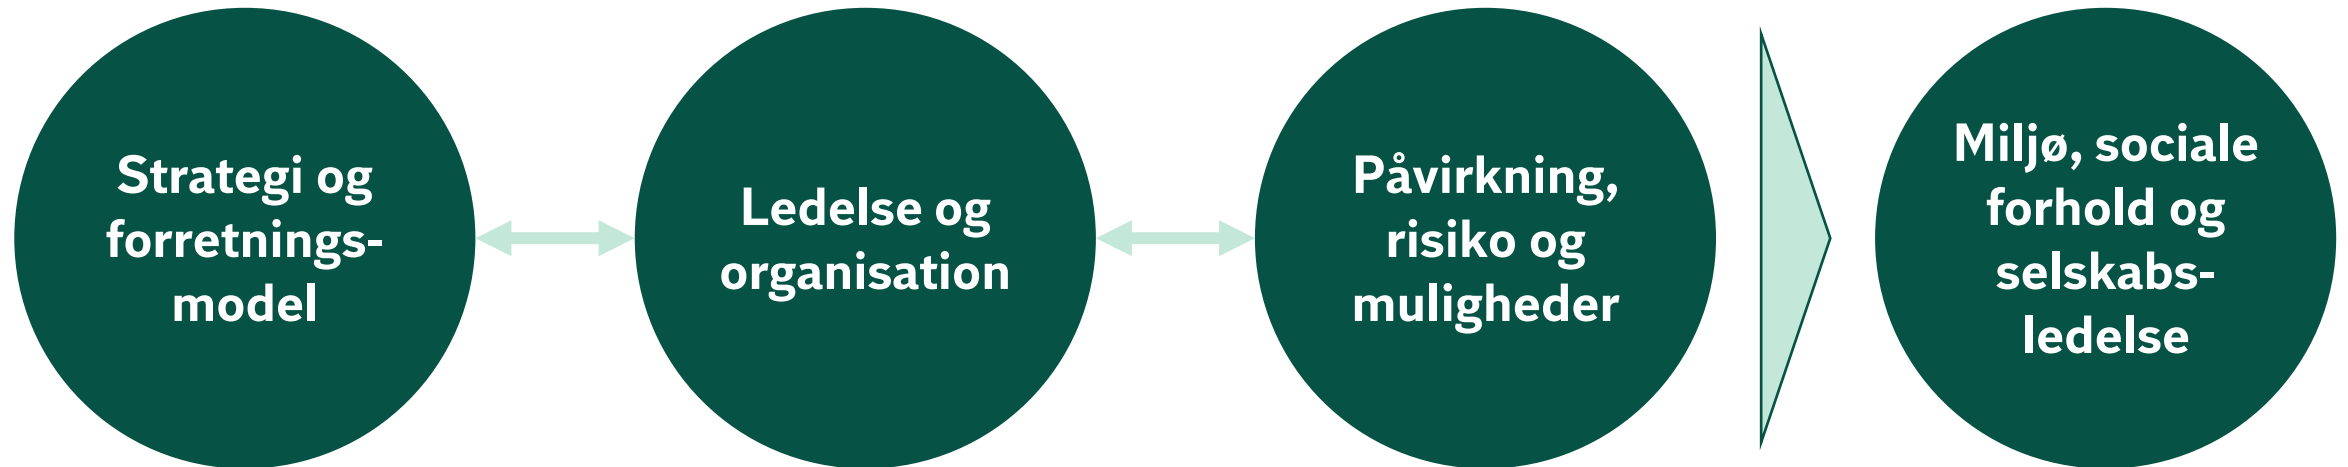 Strategi og
forretnings-
model
Ledelse og
organisation
Påvirkning,
risiko og
muligheder
Miljø, sociale
forhold og
selskabs-
ledelse